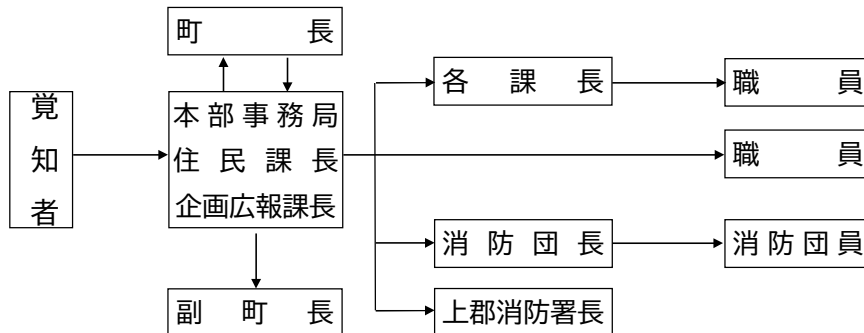 町長
覚知者
本部事務局
住民課長
企画広報課長
副町長
各課長
職員
職員
消防団長
消防団員
上郡消防署長